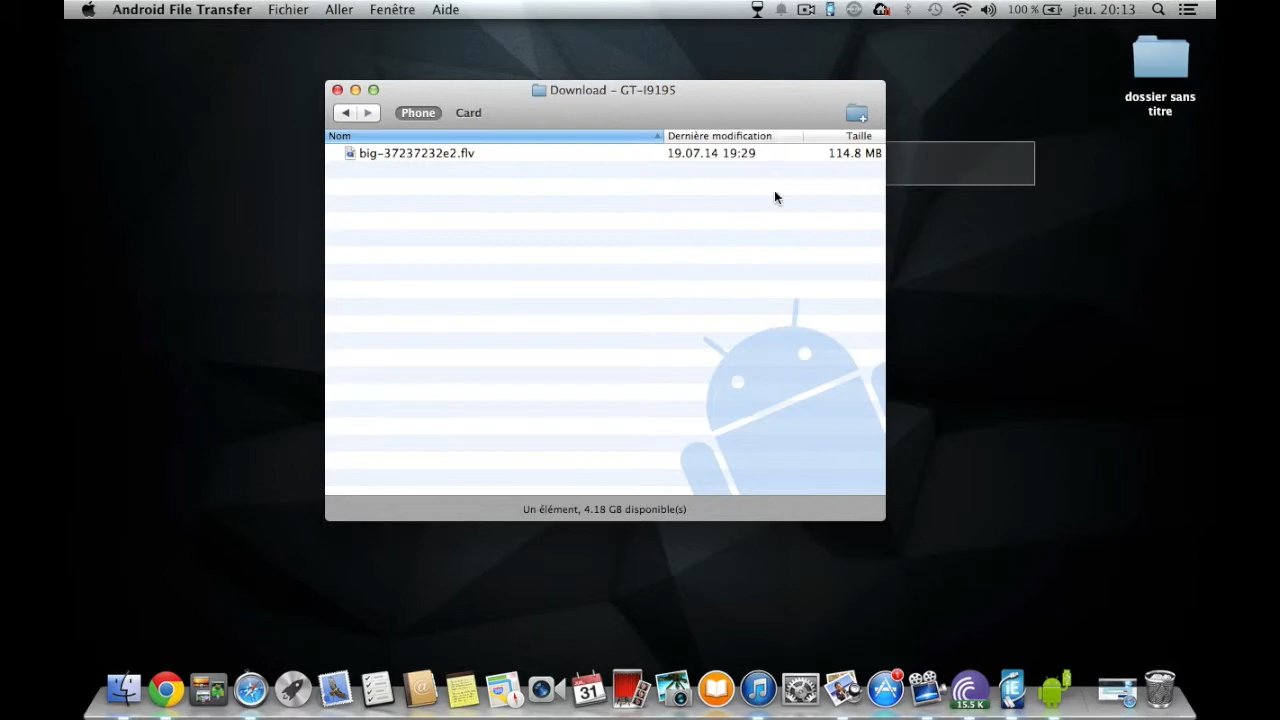 Android File Transfer Fichier Aller Fenêtre Aide 100 % jeu. 20:13
dossier sans
titre
Download – GT-I9195
Phone Card
Nom Dernière modification Taille
big-37237232e2.flv 19.07.14 19:29 114.8 MB
Un élément, 4.18 GB disponible(s)
31
1
15.5 K
IE